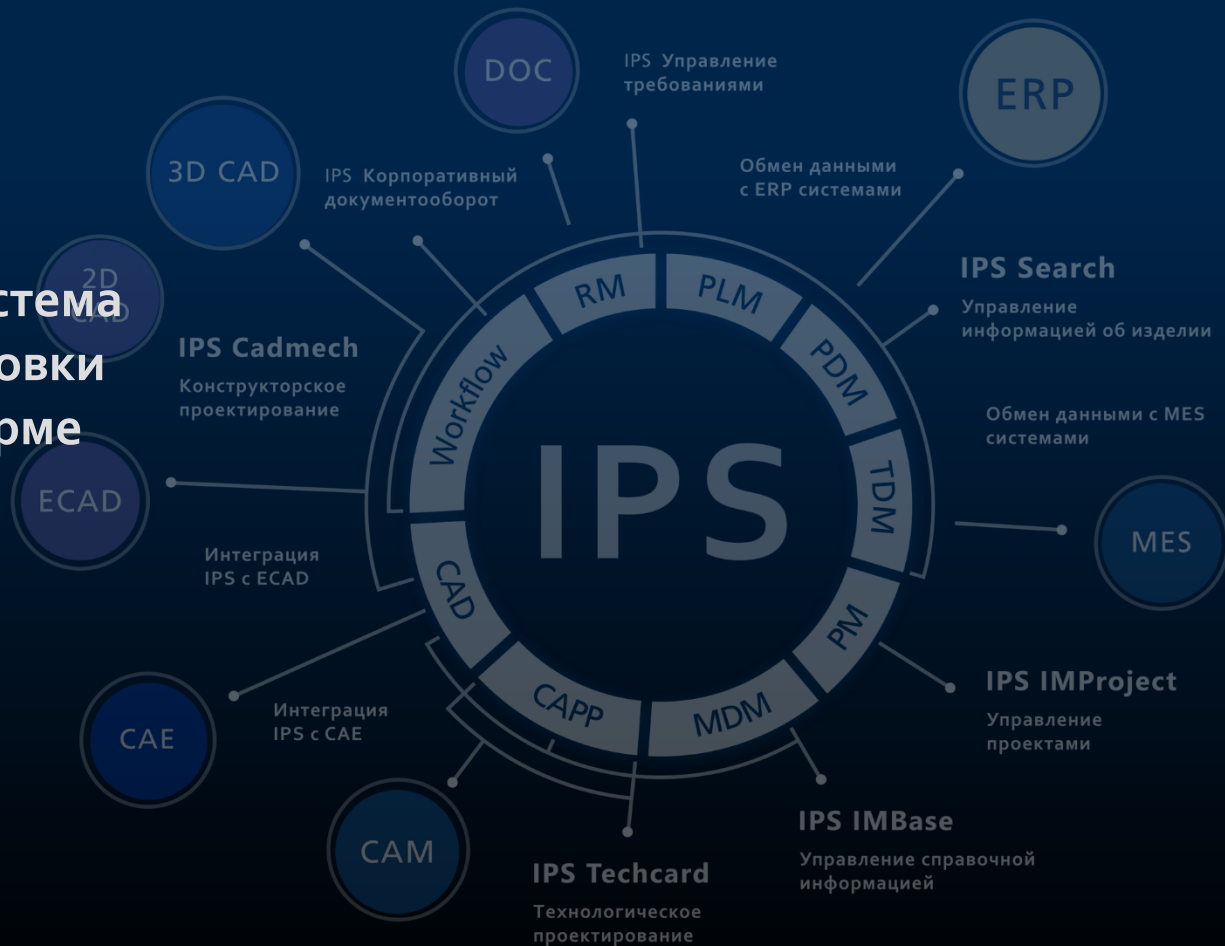 DOC
IPS Управление
требованиями
ERP
3D CAD
IPS Корпоративный
документооборот
Обмен данными
с ERP системами
2D
CAD
стема
овки
рме
IPS Cadmech
Конструкторское
проектирование
IPS Search
Управление
информацией об изделии
RM
PLM
PDM
TDM
PM
MDM
CAPP
CAD
Workflow
IPS
Обмен данными с MES
системами
ECAD
MES
Интеграция
IPS с ECAD
CAE
Интеграция
IPS с CAE
IPS IMProject
Управление
проектами
CAM
IPS IMBase
Управление справочной
информацией
IPS Techcard
Технологическое
проектирование